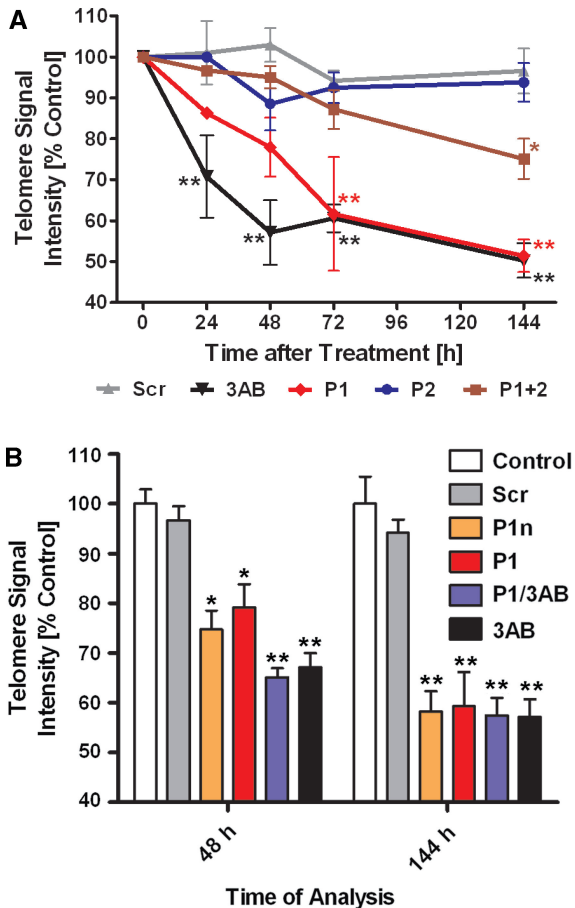 A
Telomere Signal
Intensity [% Control]
110
100
90
80
70
60
50
40
**
**
**
**
*
**
**
0 24 48 72 96 120 144
Time after Treatment [h]
Scr 3AB P1 P2 P1+2
B
Telomere Signal
Intensity [% Control]
110
100
90
80
70
60
50
40
* * ** **
** ** ** **
Control
Scr
P1n
P1
P1/3AB
3AB
48 h 144 h
Time of Analysis